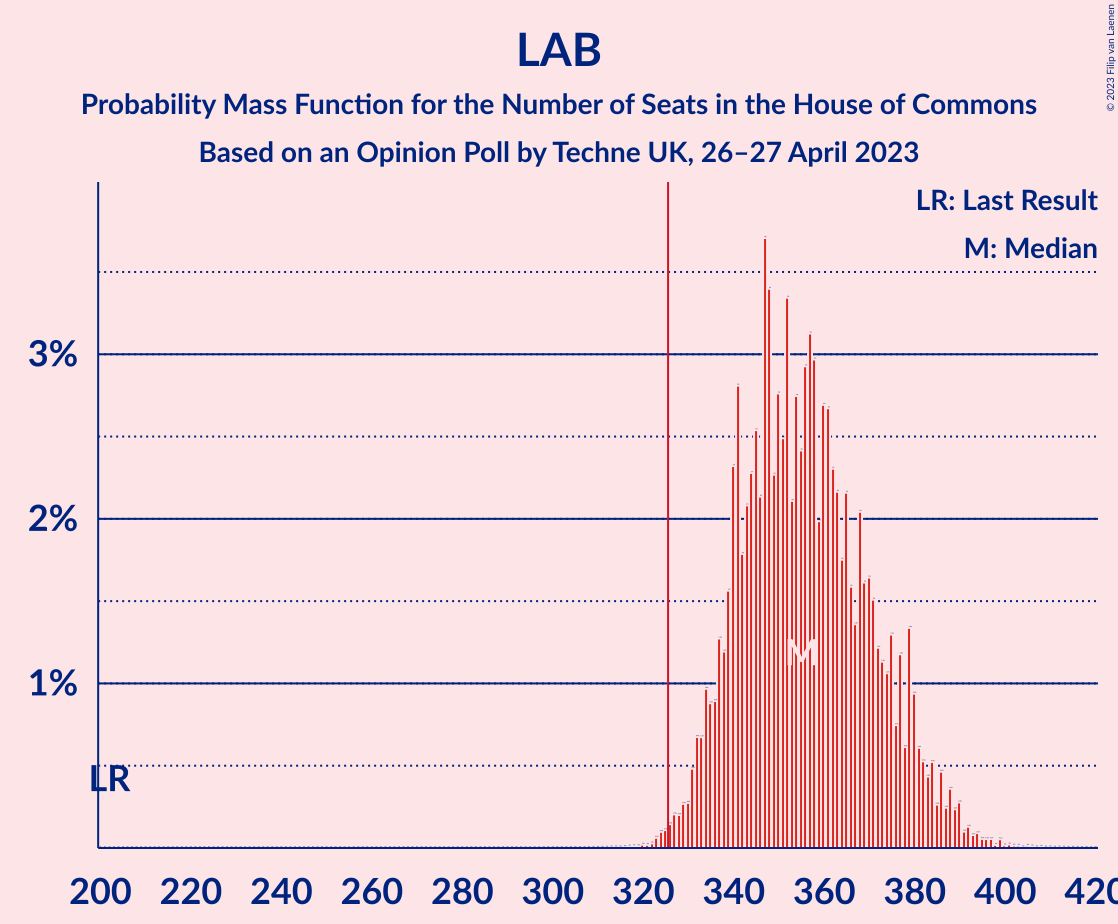 LAB
Probability Mass Function for the Number of Seats in the House of Commons
Based on an Opinion Poll by Techne UK, 26–27 April 2023
© 2023 Filip van Laenen
LR: Last Result
M: Median
3%
2%
1%
M
LR
200 220 240 260 280 300 320 340 360 380 400 420